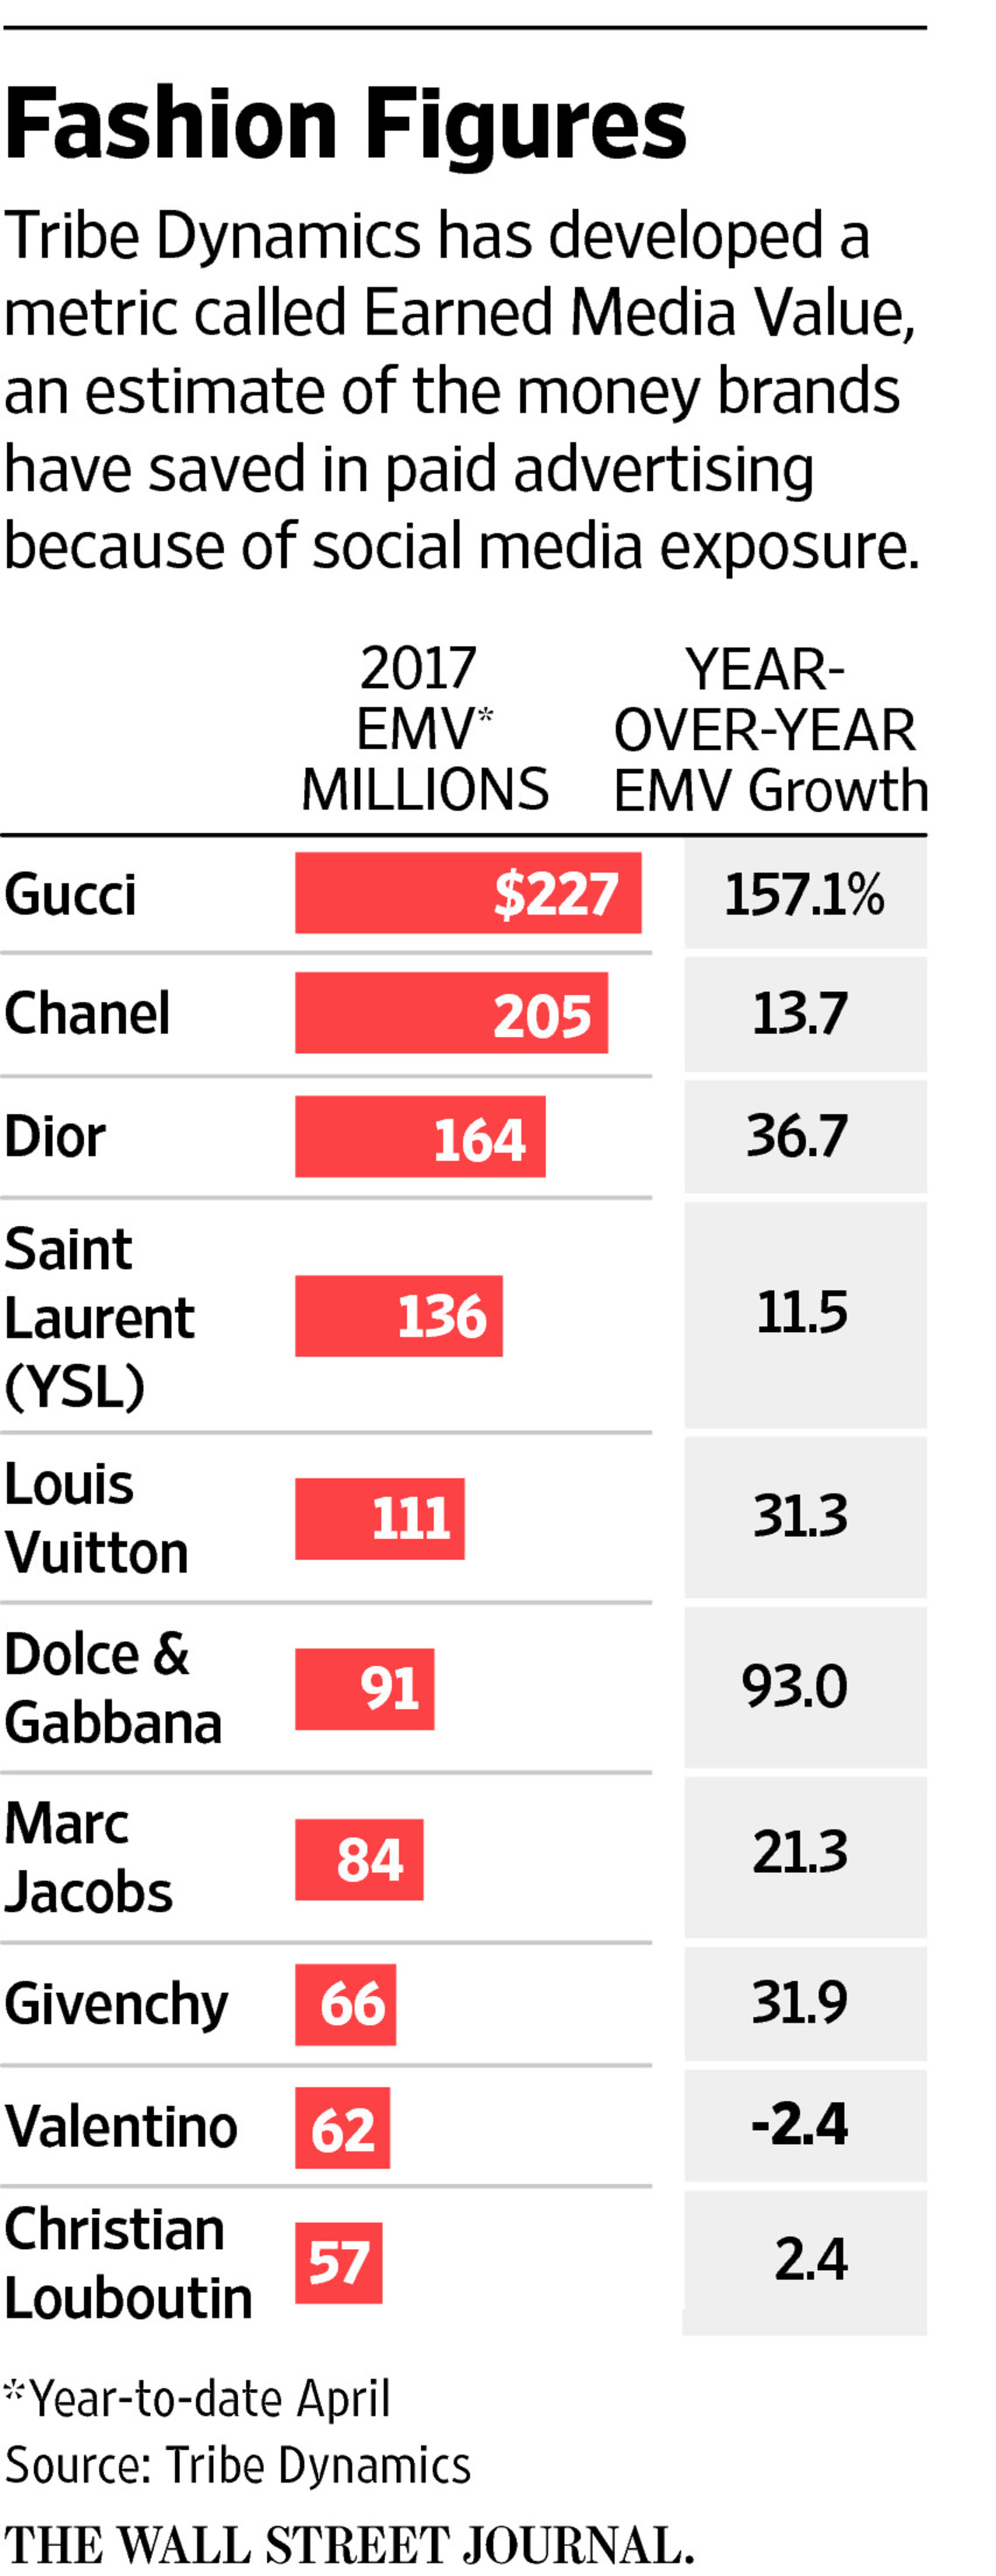 Fashion Figures
Tribe Dynamics has developed a
metric called Earned Media Value,
an estimate of the money brands
have saved in paid advertising
because of social media exposure.
2017
EMV*
MILLIONS
YEAR-
OVER-YEAR
EMV Growth
Gucci $227 157.1%
Chanel 205 13.7
Dior 164 36.7
Saint
Laurent
(YSL)
136 11.5
Louis
Vuitton
111 31.3
Dolce &
Gabbana
91 93.0
Marc
Jacobs
84 21.3
Givenchy 66 31.9
Valentino 62 -2.4
Christian
Louboutin
57 2.4
*Year-to-date April
Source: Tribe Dynamics
THE WALL STREET JOURNAL.